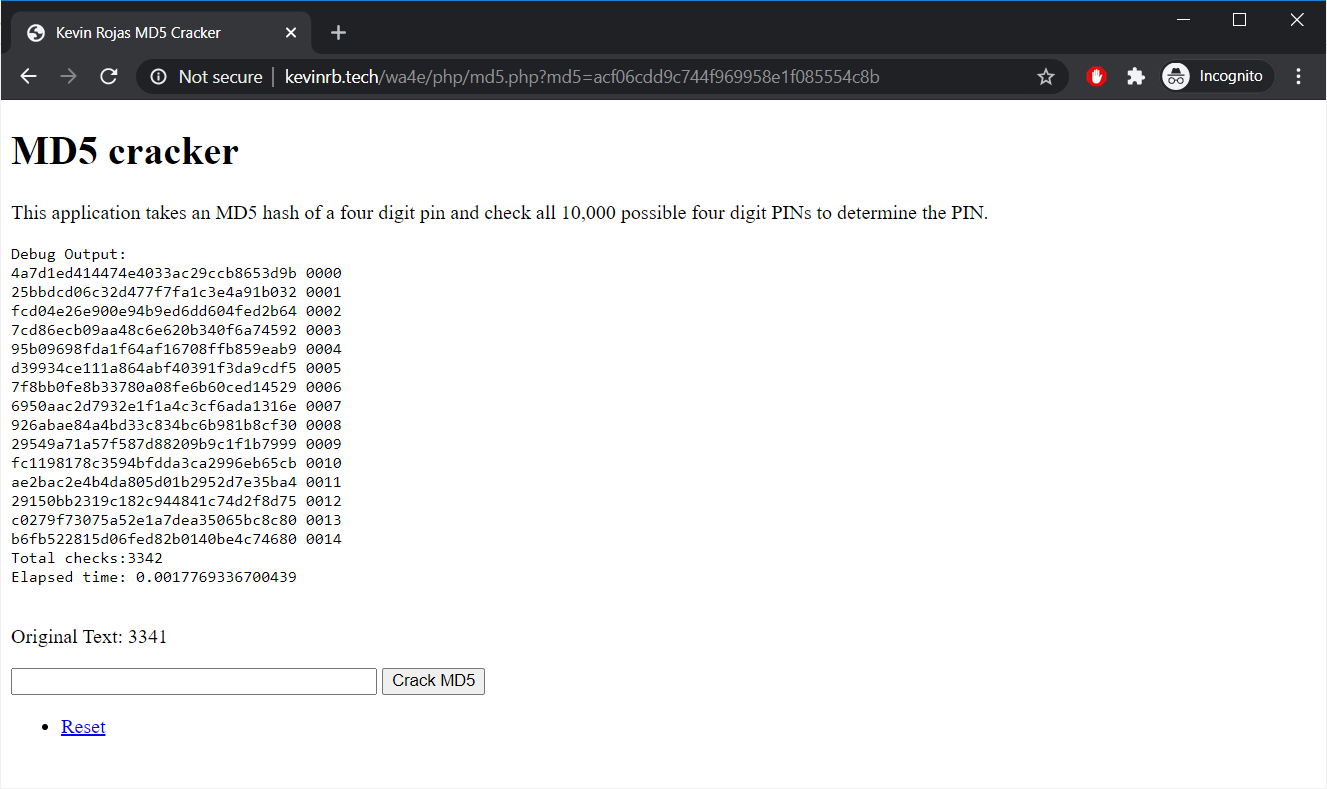 Kevin Rojas MD5 Cracker
Not secure | kevinrb.tech/wa4e/php/md5.php?md5=acf06cdd9c744f969958e1f085554c8b
Incognito
MD5 cracker
This application takes an MD5 hash of a four digit pin and check all 10,000 possible four digit PINs to determine the PIN.
Debug Output:
4a7d1ed414474e4033ac29ccb8653d9b 0000
25bbdcd06c32d477f7fa1c3e4a91b032 0001
fcd04e26e900e94b9ed6dd604fed2b64 0002
7cd86ecb09aa48c6e620b340f6a74592 0003
95b09698fda1f64af16708ffb859eab9 0004
d39934ce111a864abf40391f3da9cdf5 0005
7f8bb0fe8b33780a08fe6b60ced14529 0006
6950aac2d7932e1f1a4c3cf6ada1316e 0007
926abae84a4bd33c834bc6b981b8cf30 0008
29549a71a57f587d88209b9c1f1b7999 0009
fc1198178c3594bfdda3ca2996eb65cb 0010
ae2bac2e4b4da805d01b2952d7e35ba4 0011
29150bb2319c182c944841c74d2f8d75 0012
c0279f73075a52e1a7dea35065bc8c80 0013
b6fb522815d06fed82b0140be4c74680 0014
Total checks:3342
Elapsed time: 0.0017769336700439
Original Text: 3341
Crack MD5
Reset